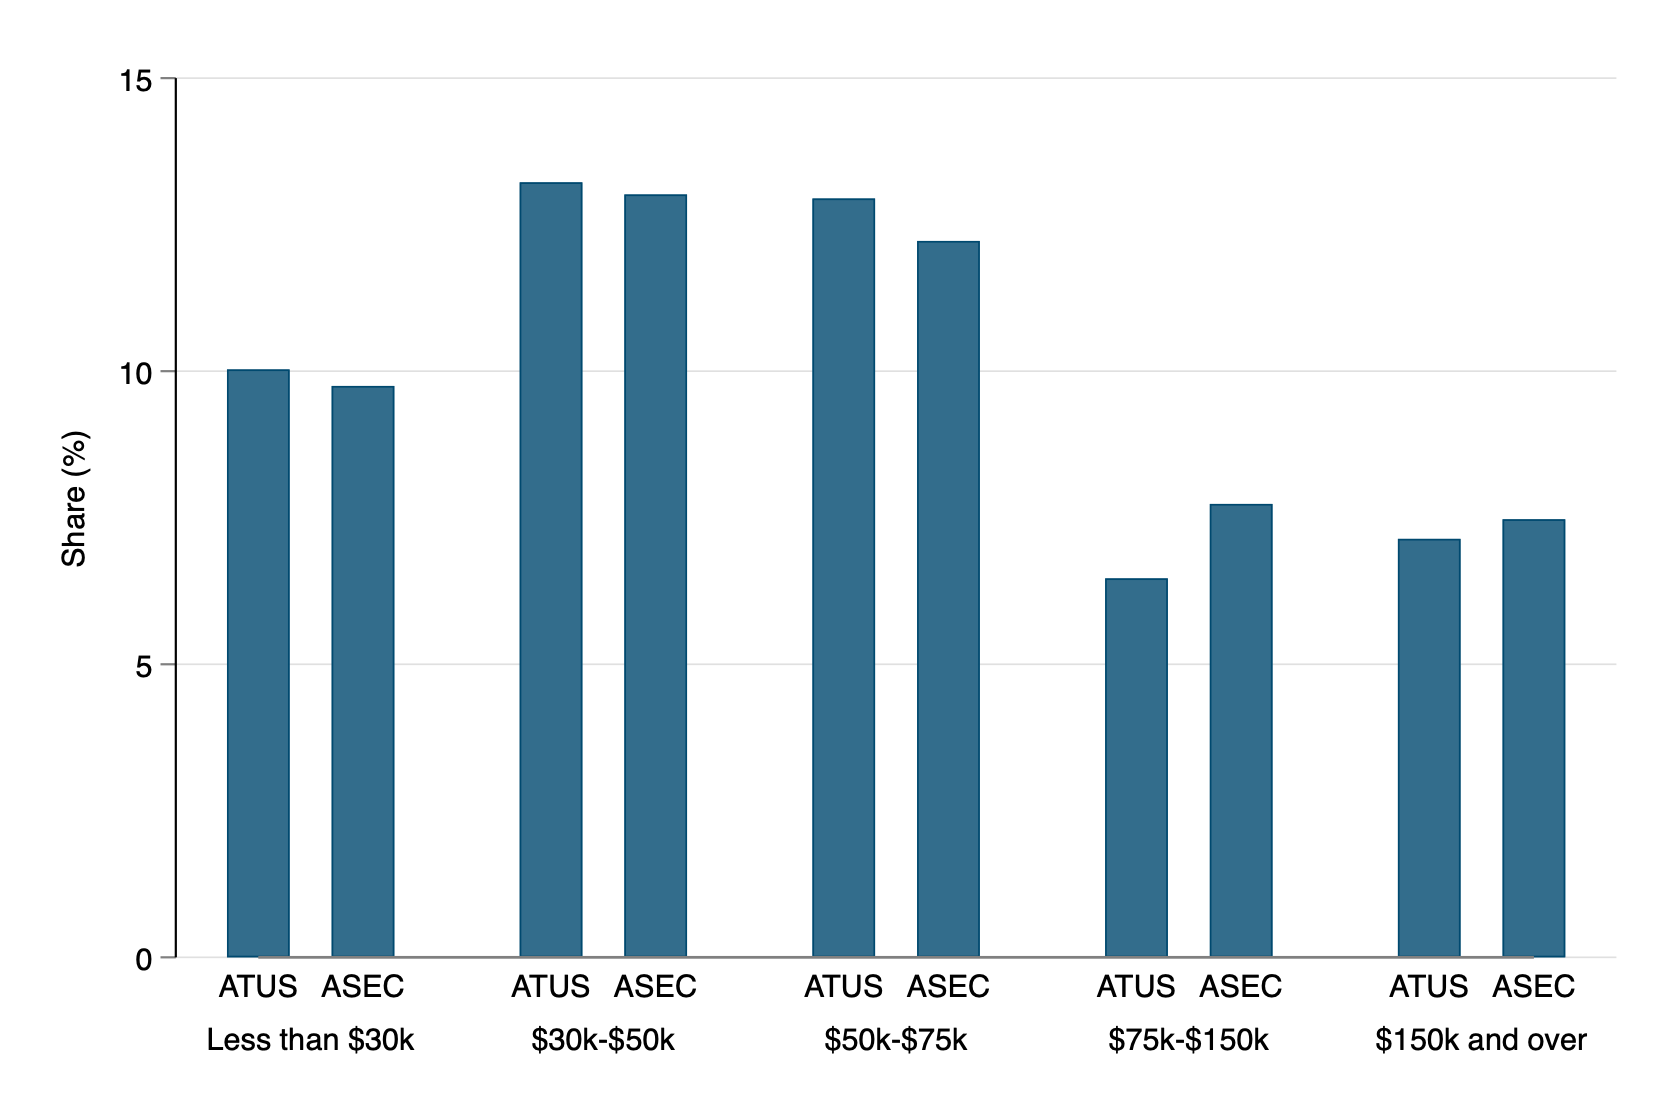 Share (%)
15
10
5
0
ATUS ASEC ATUS ASEC ATUS ASEC ATUS ASEC ATUS ASEC
Less than $30k $30k-$50k $50k-$75k $75k-$150k $150k and over